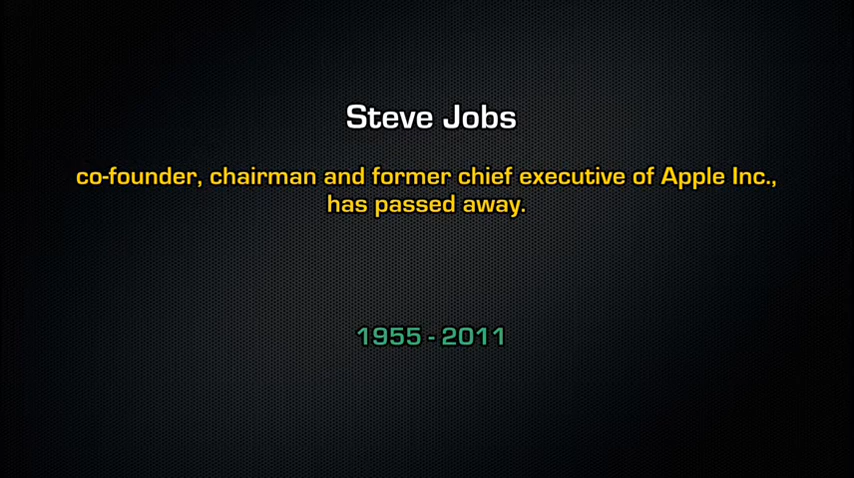 Steve Jobs
co-founder, chairman and former chief executive of Apple Inc.,
has passed away.
1955 - 2011